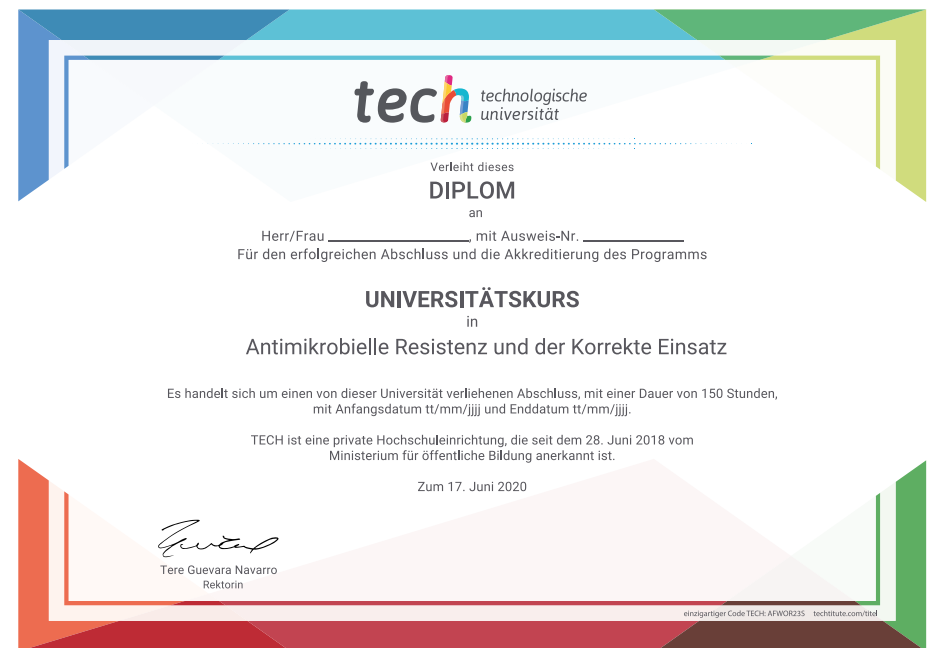 tech technologische
universität
Verleiht dieses
DIPLOM
an
Herr/Frau ____________________, mit Ausweis-Nr. ______________
Für den erfolgreichen Abschluss und die Akkreditierung des Programms
UNIVERSITÄTSKURS
in
Antimikrobielle Resistenz und der Korrekte Einsatz
Es handelt sich um einen von dieser Universität verliehenen Abschluss, mit einer Dauer von 150 Stunden,
mit Anfangsdatum tt/mm/jjjj und Enddatum tt/mm/jjjj.
TECH ist eine private Hochschuleinrichtung, die seit dem 28. Juni 2018 vom
Ministerium für öffentliche Bildung anerkannt ist.
Zum 17. Juni 2020
Tere Guevara Navarro
Rektorin
einzigartiger Code TECH: AFWOR23S techtitute.com/titel